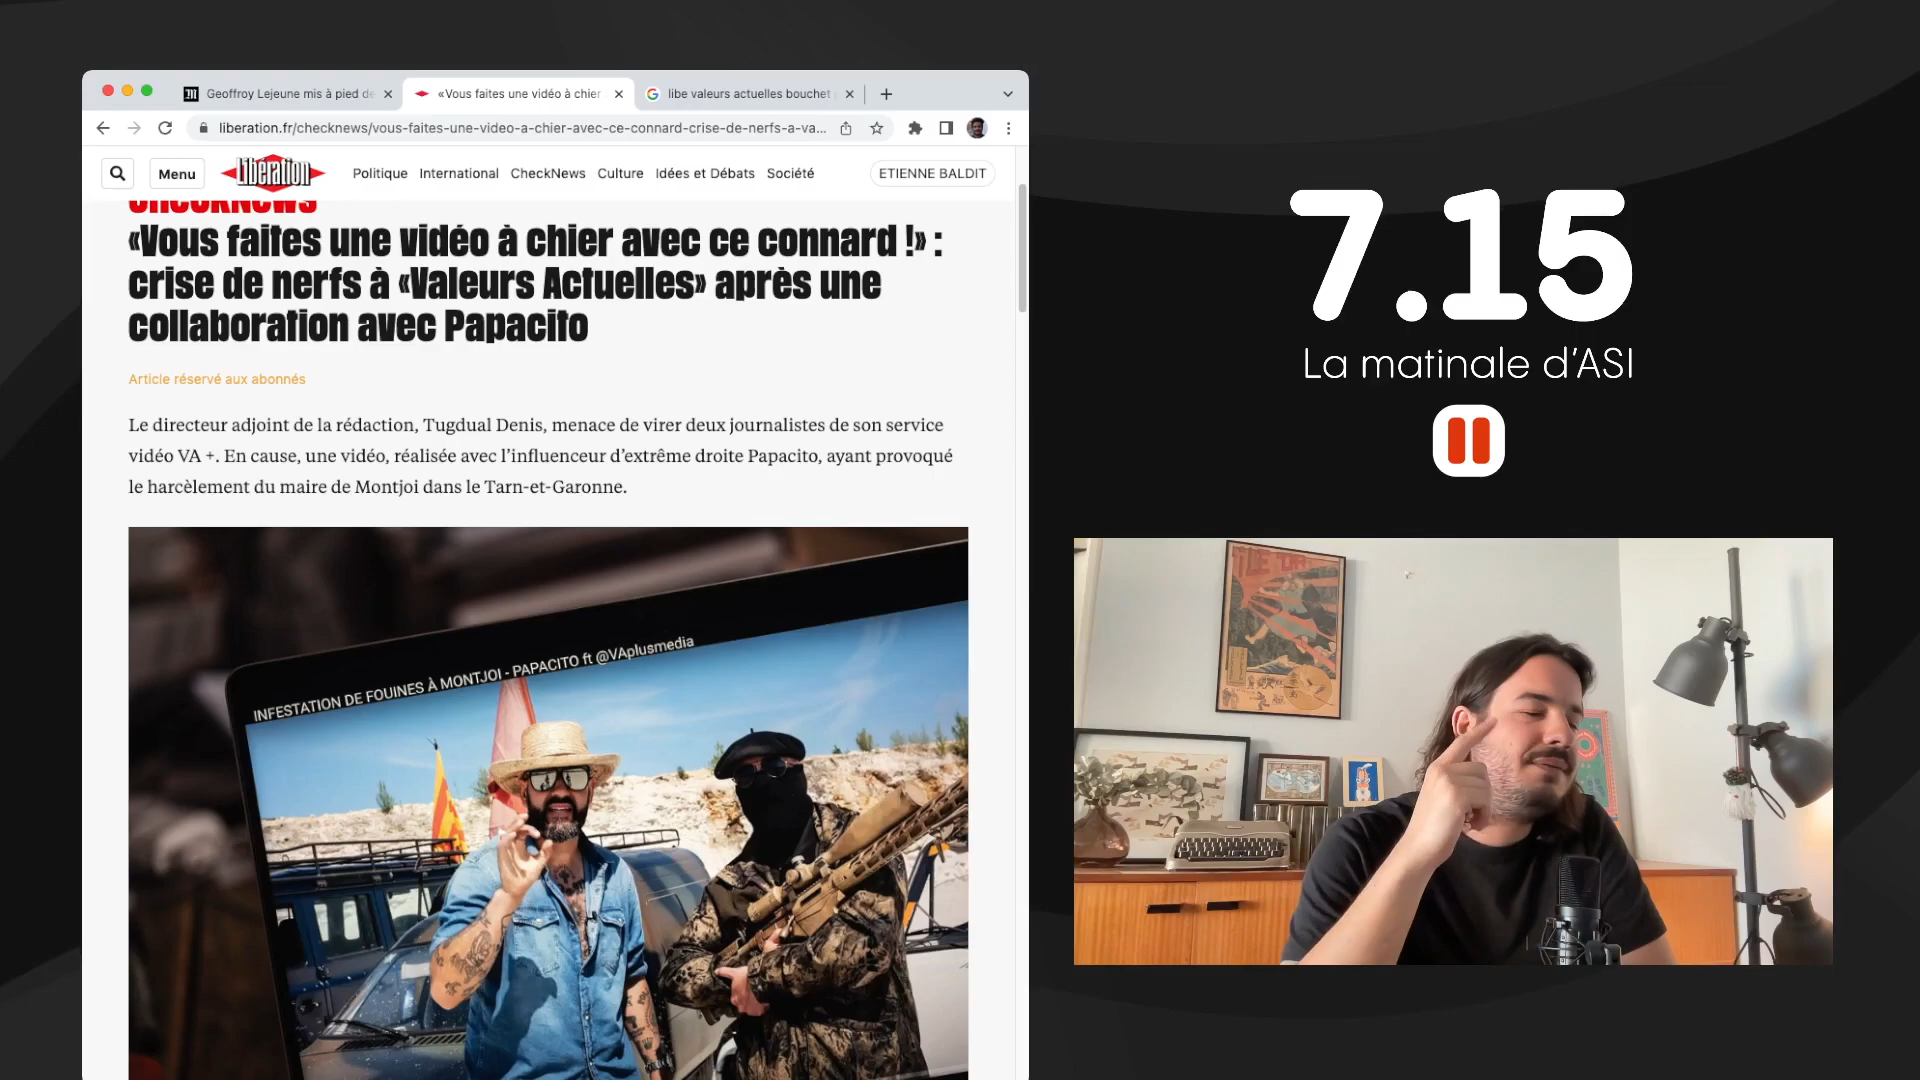 Geoffroy Lejeune mis à pied de
«Vous faites une vidéo à chier
libe valeurs actuelles bouchet
liberation.fr/checknews/vous-faites-une-video-a-chier-avec-ce-connard-crise-de-nerfs-a-va...
Menu
Libération
Politique
International
CheckNews
Culture
Idées et Débats
Société
ETIENNE BALDIT
CHECKNEWS
«Vous faites une vidéo à chier avec ce connard !» :
crise de nerfs à «Valeurs Actuelles» après une
collaboration avec Papacito
Article réservé aux abonnés
Le directeur adjoint de la rédaction, Tugdual Denis, menace de virer deux journalistes de son service
vidéo VA +. En cause, une vidéo, réalisée avec l’influenceur d’extrême droite Papacito, ayant provoqué
le harcèlement du maire de Montjoi dans le Tarn-et-Garonne.
INFESTATION DE FOUINES À MONTJOI - PAPACITO ft @VAplusmedia
7.15
La matinale d’ASI